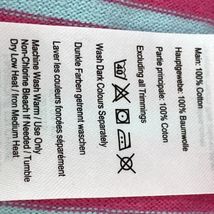 Main: 100% Cotton
Hauptgewebe: 100% Baumwolle
Partie principale: 100% Coton
Excluding all Trimmings
40
Wash Dark Colours Separately
Dunkle Farben getrennt waschen
Laver les couleurs foncées séparément
Machine Wash Warm / Use Only
Non-Chlorine Bleach If Needed / Tumble
Dry Low Heat / Iron Medium Heat